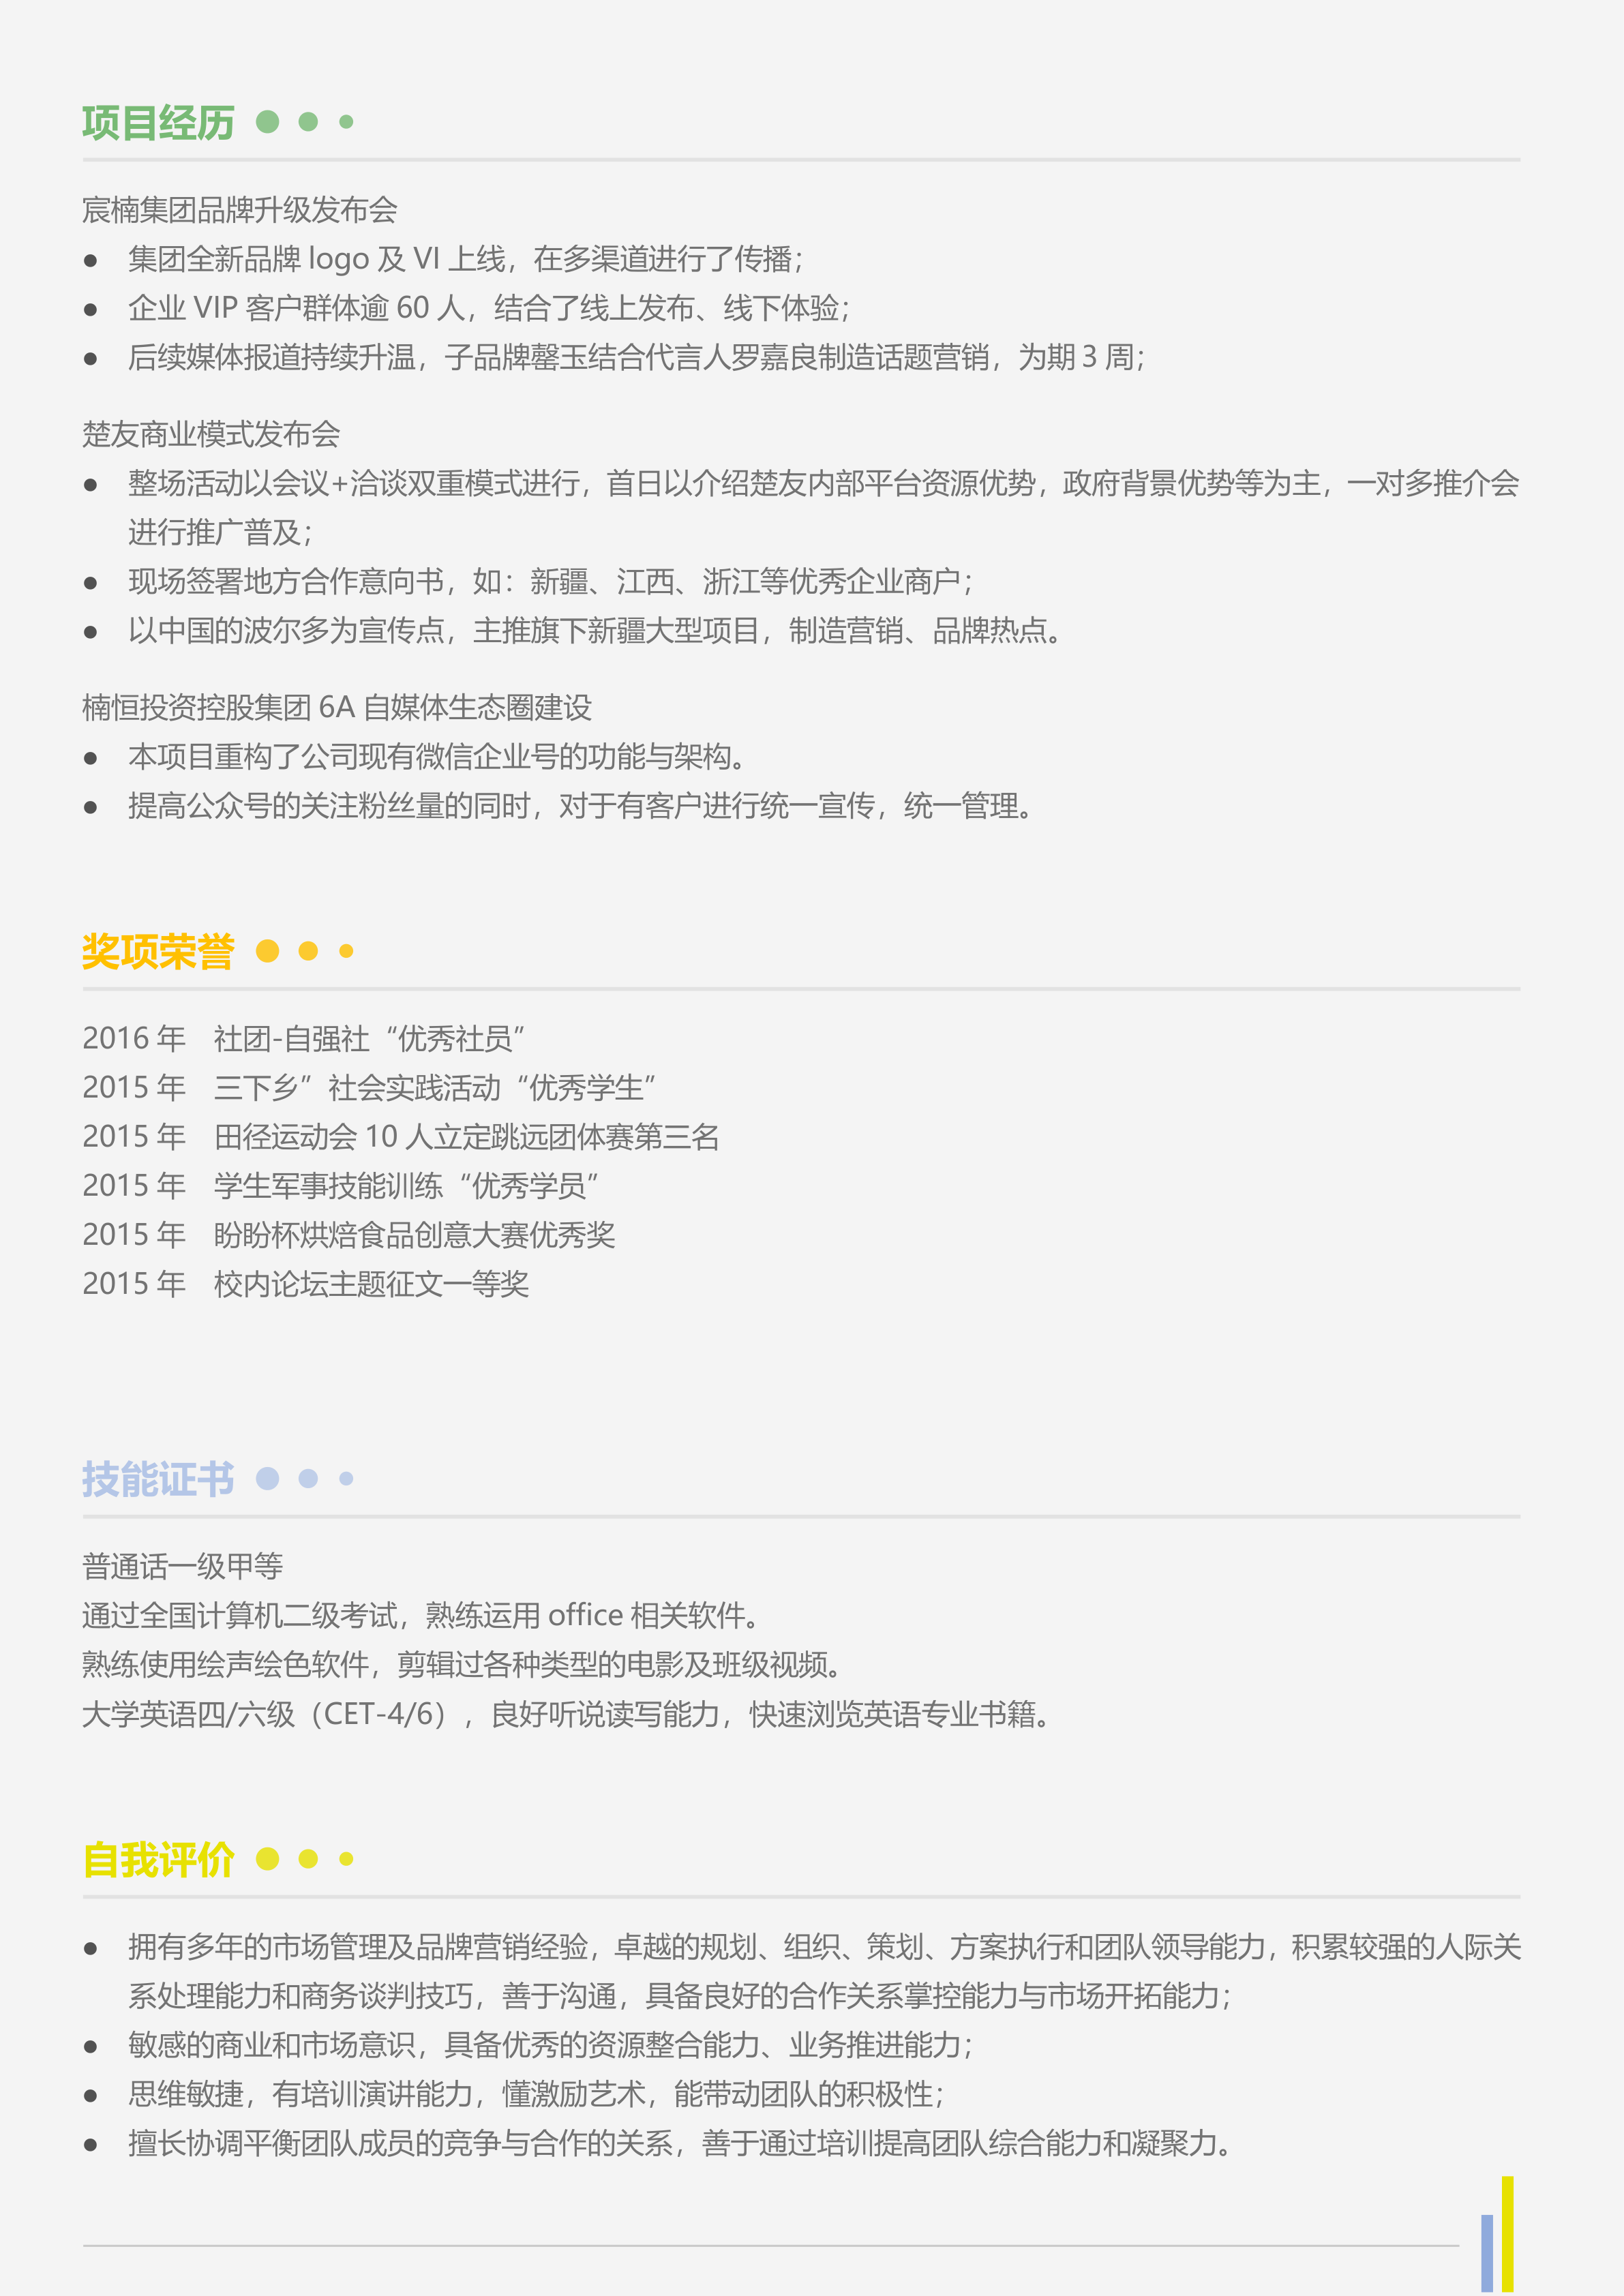 项目经历
宸楠集团品牌升级发布会
● 集团全新品牌 logo 及 VI 上线，在多渠道进行了传播；
● 企业 VIP 客户群体逾 60 人，结合了线上发布、线下体验；
● 后续媒体报道持续升温，子品牌罄玉结合代言人罗嘉良制造话题营销，为期 3 周；
楚友商业模式发布会
● 整场活动以会议+洽谈双重模式进行，首日以介绍楚友内部平台资源优势，政府背景优势等为主，一对多推介会
进行推广普及；
● 现场签署地方合作意向书，如：新疆、江西、浙江等优秀企业商户；
● 以中国的波尔多为宣传点，主推旗下新疆大型项目，制造营销、品牌热点。
楠恒投资控股集团 6A 自媒体生态圈建设
● 本项目重构了公司现有微信企业号的功能与架构。
● 提高公众号的关注粉丝量的同时，对于有客户进行统一宣传，统一管理。
奖项荣誉
2016 年 社团-自强社“优秀社员”
2015 年 三下乡”社会实践活动“优秀学生”
2015 年 田径运动会 10 人立定跳远团体赛第三名
2015 年 学生军事技能训练“优秀学员”
2015 年 盼盼杯烘焙食品创意大赛优秀奖
2015 年 校内论坛主题征文一等奖
技能证书
普通话一级甲等
通过全国计算机二级考试，熟练运用 office 相关软件。
熟练使用绘声绘色软件，剪辑过各种类型的电影及班级视频。
大学英语四/六级（CET-4/6），良好听说读写能力，快速浏览英语专业书籍。
自我评价
● 拥有多年的市场管理及品牌营销经验，卓越的规划、组织、策划、方案执行和团队领导能力，积累较强的人际关
系处理能力和商务谈判技巧，善于沟通，具备良好的合作关系掌控能力与市场开拓能力；
● 敏感的商业和市场意识，具备优秀的资源整合能力、业务推进能力；
● 思维敏捷，有培训演讲能力，懂激励艺术，能带动团队的积极性；
● 擅长协调平衡团队成员的竞争与合作的关系，善于通过培训提高团队综合能力和凝聚力。